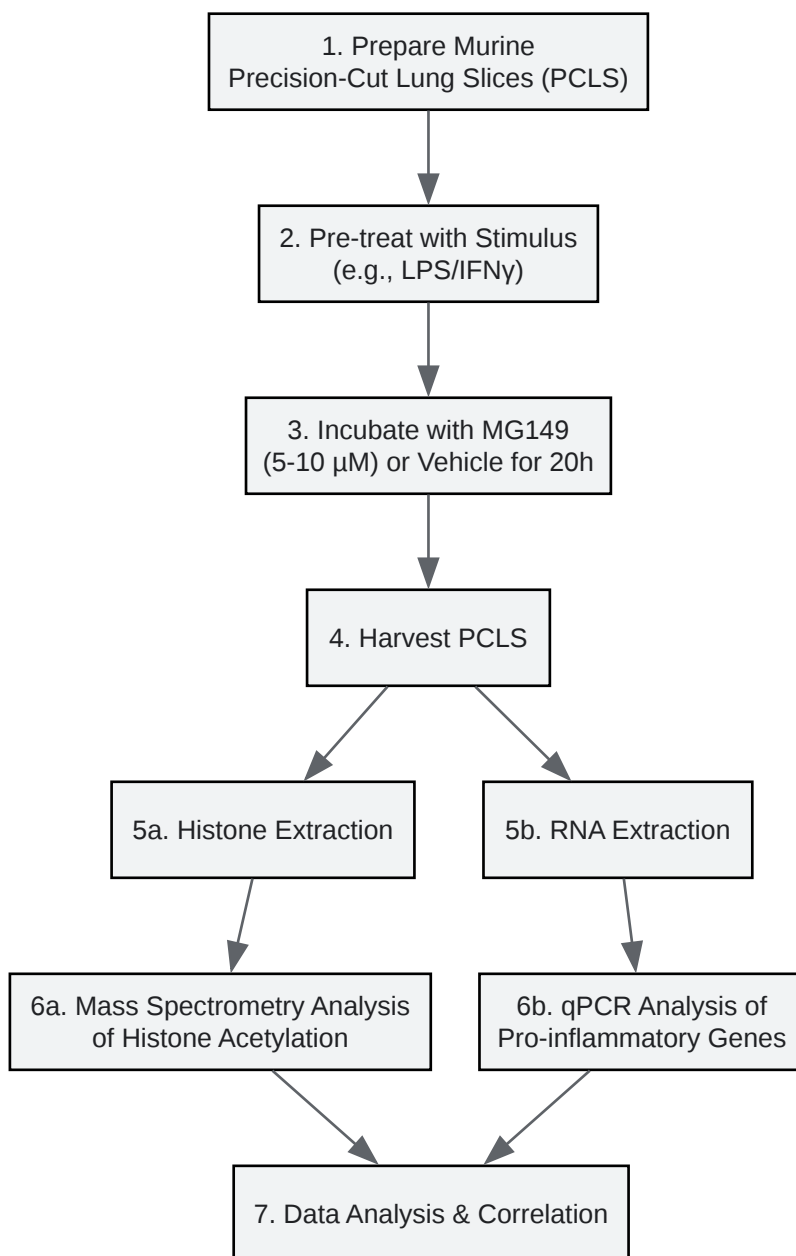 1. Prepare Murine
Precision-Cut Lung Slices (PCLS)
2. Pre-treat with Stimulus
(e.g., LPS/IFNγ)
3. Incubate with MG149
(5-10 µM) or Vehicle for 20h
4. Harvest PCLS
5a. Histone Extraction
5b. RNA Extraction
6a. Mass Spectrometry Analysis
of Histone Acetylation
6b. qPCR Analysis of
Pro-inflammatory Genes
7. Data Analysis & Correlation